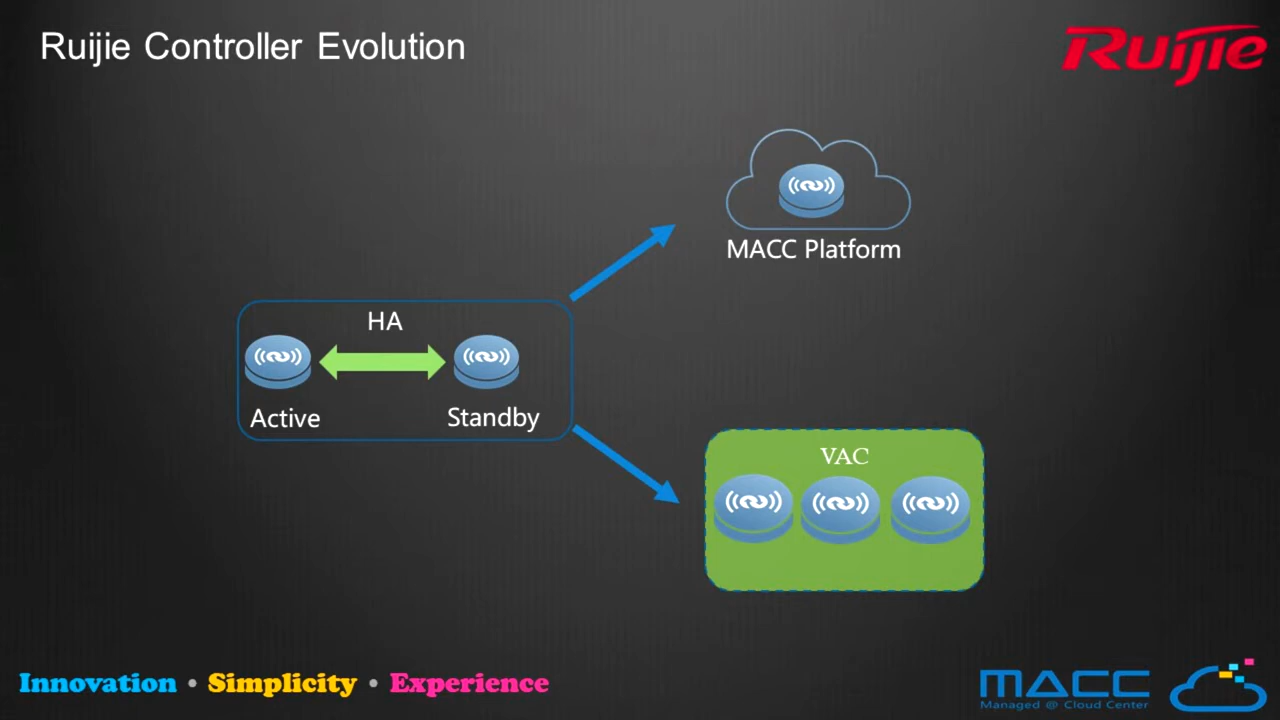 Ruijie Controller Evolution
Ruijie
MACC Platform
HA
Active
Standby
VAC
Innovation • Simplicity • Experience
MACC
Managed @ Cloud Center